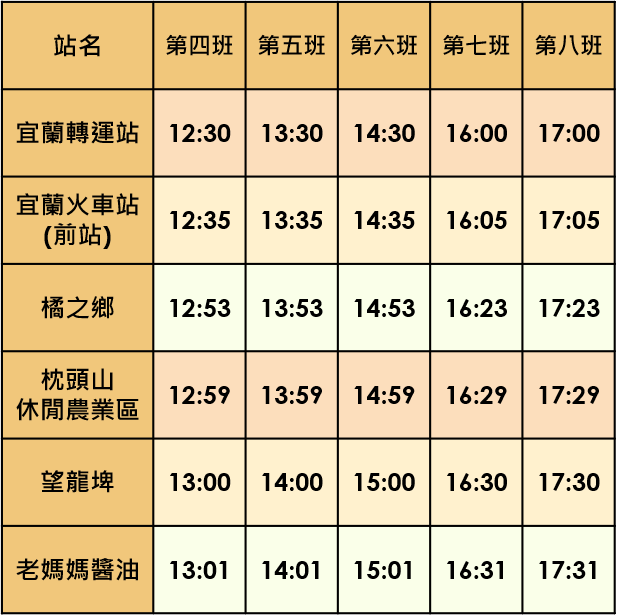 站名 第四班 第五班 第六班 第七班 第八班
宜蘭轉運站 12:30 13:30 14:30 16:00 17:00
宜蘭火車站
(前站) 12:35 13:35 14:35 16:05 17:05
橘之鄉 12:53 13:53 14:53 16:23 17:23
枕頭山
休閒農業區 12:59 13:59 14:59 16:29 17:29
望龍埤 13:00 14:00 15:00 16:30 17:30
老媽媽醬油 13:01 14:01 15:01 16:31 17:31